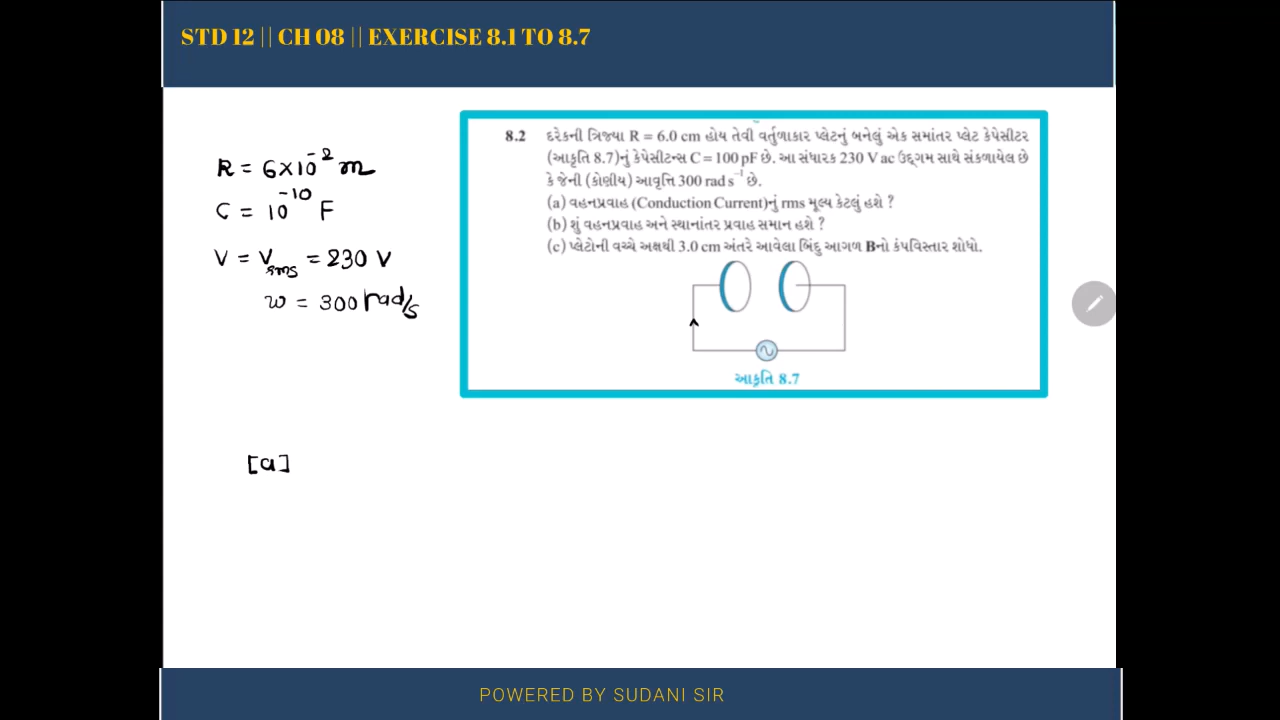 STD 12 || CH 08 || EXERCISE 8.1 TO 8.7
R = 6×10⁻² m
C = 10⁻¹⁰ F
V = Vrms = 230 V
w = 300 rad/s
[a]
8.2 દરેકની ત્રિજ્યા R = 6.0 cm હોય તેવી વર્તુળાકાર પ્લેટનું બનેલું એક સમાંતર પ્લેટ કેપેસીટર
(આકૃતિ 8.7)નું કેપેસીટન્સ C = 100 pF છે. આ સંધારક 230 V ac ઉદ્દગમ સાથે સંકળાયેલ છે
કે જેની (કોણીય) આવૃત્તિ 300 rad s⁻¹ છે.
(a) વહનપ્રવાહ (Conduction Current)નું rms મૂલ્ય કેટલું હશે ?
(b) શું વહનપ્રવાહ અને સ્થાનાંતર પ્રવાહ સમાન હશે ?
(c) પ્લેટોની વચ્ચે અક્ષથી 3.0 cm અંતરે આવેલા બિંદુ આગળ Bનો કંપવિસ્તાર શોધો.
આકૃતિ 8.7
POWERED BY SUDANI SIR